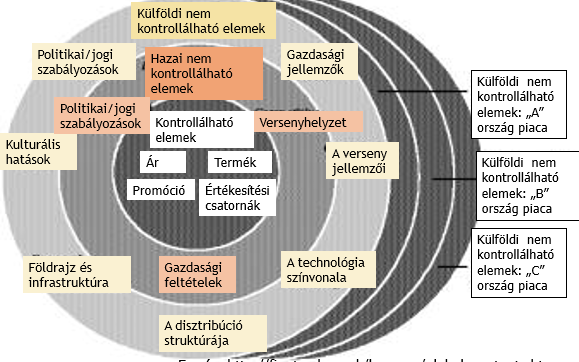 Külföldi nem
kontrollálható elemek
Politikai/jogi
szabályozások
Hazai nem
kontrollálható
elemek
Gazdasági
jellemzők
Politikai/jogi
szabályozások
Kontrollálható
elemek
Versenyhelyzet
Kulturális
hatások
Ár
Termék
A verseny
jellemzői
Promóció
Értékesítési
csatornák
Földrajz és
infrastruktúra
Gazdasági
feltételek
A technológia
színvonala
A disztribúció
struktúrája
Külföldi nem
kontrollálható
elemek: „A”
ország piaca
Külföldi nem
kontrollálható
elemek: „B”
ország piaca
Külföldi nem
kontrollálható
elemek: „C”
ország piaca